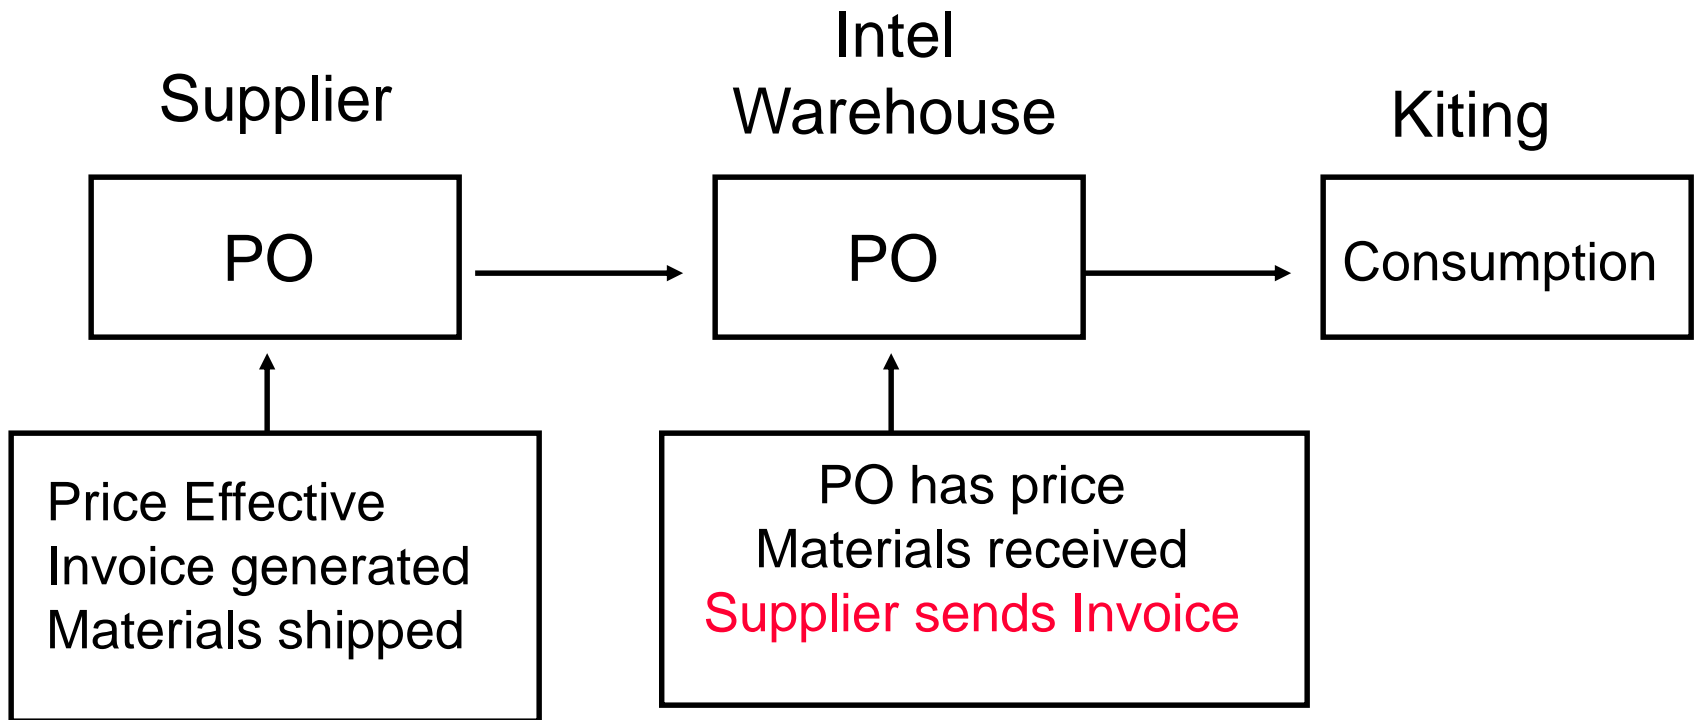 Supplier
Intel
Warehouse
Kiting
PO
PO
Consumption
Price Effective
Invoice generated
Materials shipped
PO has price
Materials received
Supplier sends Invoice